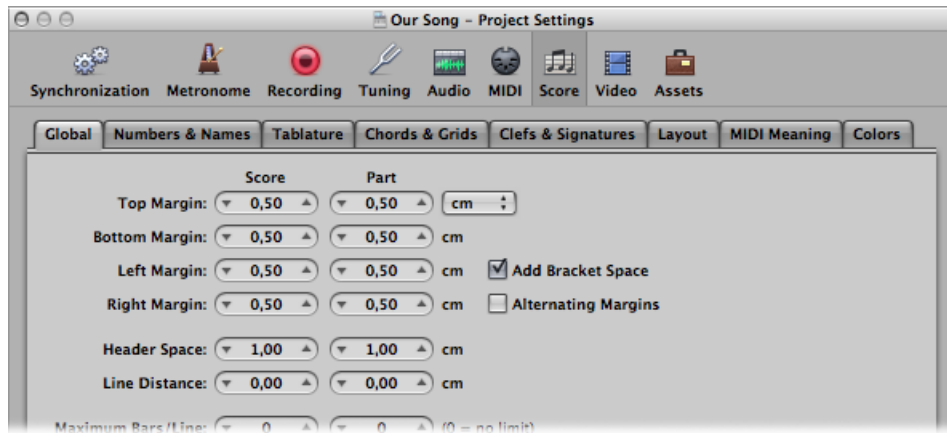 Our Song – Project Settings
Synchronization Metronome Recording Tuning Audio MIDI Score Video Assets
Global Numbers & Names Tablature Chords & Grids Clefs & Signatures Layout MIDI Meaning Colors
Score Part
Top Margin: 0,50 0,50 cm
Bottom Margin: 0,50 0,50 cm
Left Margin: 0,50 0,50 cm Add Bracket Space
Right Margin: 0,50 0,50 cm Alternating Margins
Header Space: 1,00 1,00 cm
Line Distance: 0,00 0,00 cm
Maximum Bars/Line: 0 0 (0 = no limit)